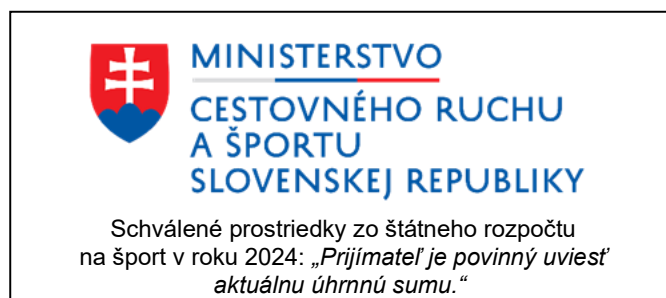 MINISTERSTVO
CESTOVNÉHO RUCHU
A ŠPORTU
SLOVENSKEJ REPUBLIKY
Schválené prostriedky zo štátneho rozpočtu
na šport v roku 2024: „Prijímateľ je povinný uviesť
aktuálnu úhrnnú sumu.“